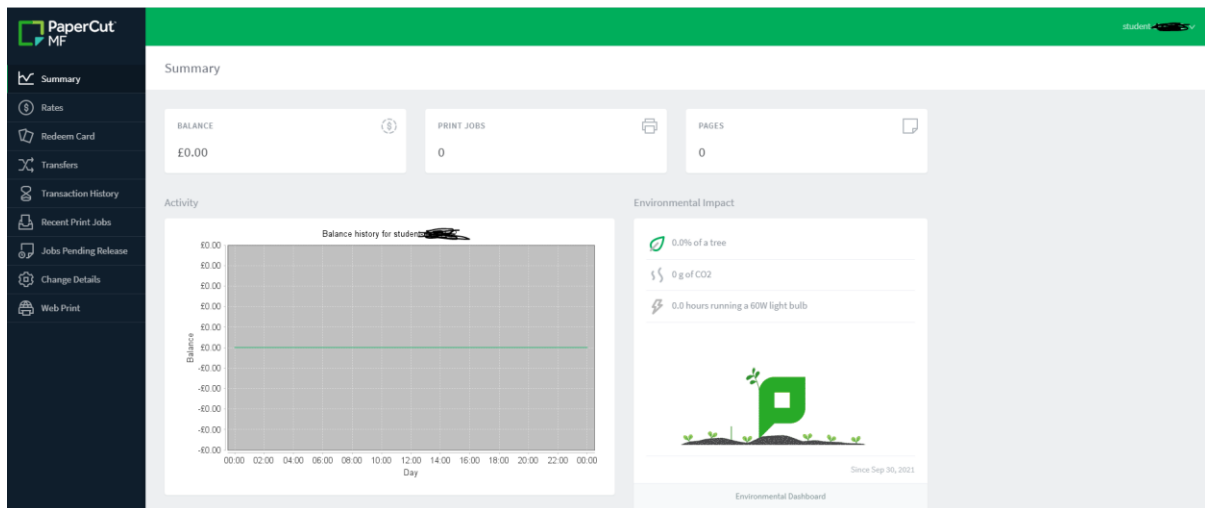 PaperCut
MF
student
Summary
Rates
Redeem Card
Transfers
Transaction History
Recent Print Jobs
Jobs Pending Release
Change Details
Web Print
Summary
BALANCE
£0.00
PRINT JOBS
0
PAGES
0
Activity
Balance history for student
£0.00
£0.00
£0.00
£0.00
£0.00
£0.00
-£0.00
-£0.00
-£0.00
-£0.00
-£0.00
Balance
00:00 02:00 04:00 06:00 08:00 10:00 12:00 14:00 16:00 18:00 20:00 22:00 00:00
Day
Environmental Impact
0.0% of a tree
0 g of CO2
0.0 hours running a 60W light bulb
Since Sep 30, 2021
Environmental Dashboard